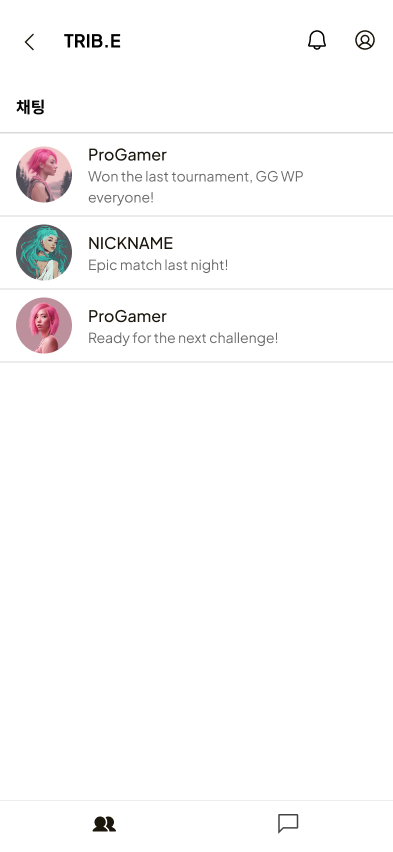 TRIB.E
채팅
ProGamer
Won the last tournament, GG WP
everyone!
NICKNAME
Epic match last night!
ProGamer
Ready for the next challenge!